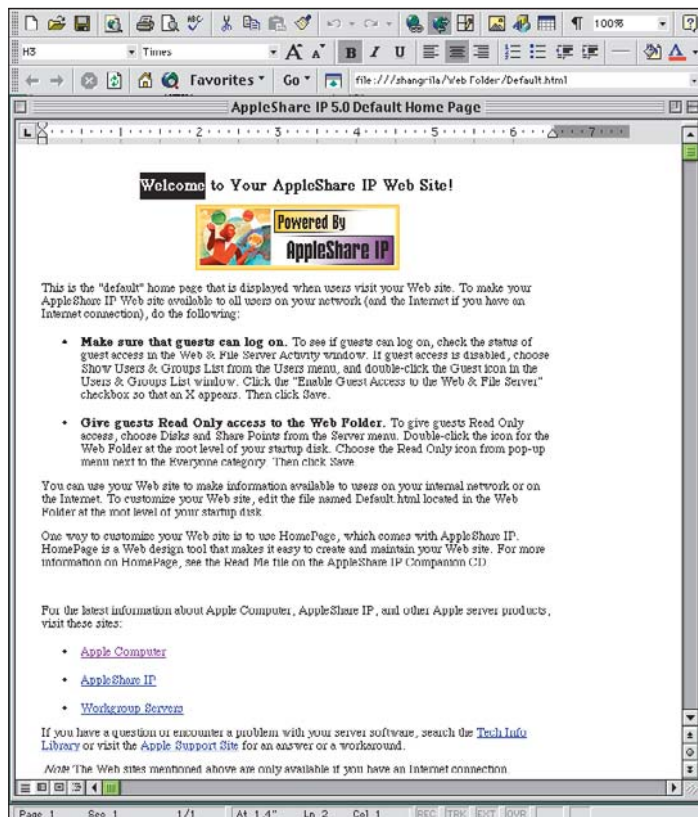 100%
H3 Times A A B I U
Favorites Go file:///shangrila/Web Folder/Default.html
AppleShare IP 5.0 Default Home Page
L 1 2 3 4 5 6 7
Welcome to Your AppleShare IP Web Site!
Powered By
AppleShare IP
This is the "default" home page that is displayed when users visit your Web site. To make your
AppleShare IP Web site available to all users on your network (and the Internet if you have an
Internet connection), do the following:
• Make sure that guests can log on. To see if guests can log on, check the status of
guest access in the Web & File Server Activity window. If guest access is disabled, choose
Show Users & Groups List from the Users menu, and double-click the Guest icon in the
Users & Groups List window. Click the "Enable Guest Access to the Web & File Server"
checkbox so that an X appears. Then click Save.
• Give guests Read Only access to the Web Folder. To give guests Read Only
access, choose Disks and Share Points from the Server menu. Double-click the icon for the
Web Folder at the root level of your startup disk. Choose the Read Only icon from pop-up
menu next to the Everyone category. Then click Save.
You can use your Web site to make information available to users on your internal network or on
the Internet. To customize your Web site, edit the file named Default.html located in the Web
Folder at the root level of your startup disk.
One way to customize your Web site is to use HomePage, which comes with AppleShare IP.
HomePage is a Web design tool that makes it easy to create and maintain your Web site. For more
information on HomePage, see the Read Me file on the AppleShare IP Companion CD.
For the latest information about Apple Computer, AppleShare IP, and other Apple server products,
visit these sites:
• Apple Computer
• AppleShare IP
• Workgroup Servers
If you have a question or encounter a problem with your server software, search the Tech Info
Library or visit the Apple Support Site for an answer or a workaround.
Note The Web sites mentioned above are only available if you have an Internet connection.
Page 1 Sec 1 1/1 At 1.4" Ln 2 Col 1 REC TRK EXT OVR